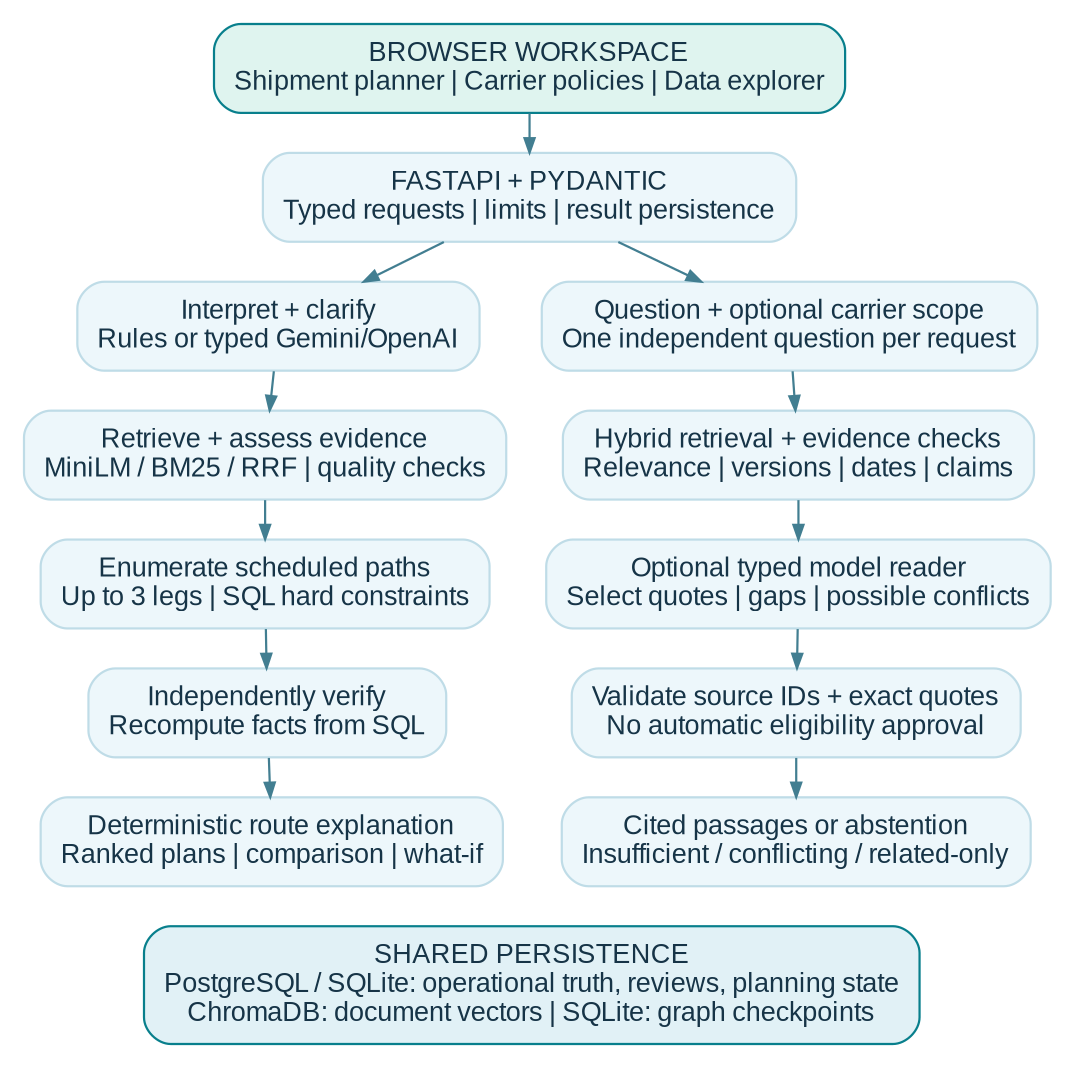 BROWSER WORKSPACE
Shipment planner | Carrier policies | Data explorer
FASTAPI + PYDANTIC
Typed requests | limits | result persistence
Interpret + clarify
Rules or typed Gemini/OpenAI
Question + optional carrier scope
One independent question per request
Retrieve + assess evidence
MiniLM / BM25 / RRF | quality checks
Hybrid retrieval + evidence checks
Relevance | versions | dates | claims
Enumerate scheduled paths
Up to 3 legs | SQL hard constraints
Optional typed model reader
Select quotes | gaps | possible conflicts
Independently verify
Recompute facts from SQL
Validate source IDs + exact quotes
No automatic eligibility approval
Deterministic route explanation
Ranked plans | comparison | what-if
Cited passages or abstention
Insufficient / conflicting / related-only
SHARED PERSISTENCE
PostgreSQL / SQLite: operational truth, reviews, planning state
ChromaDB: document vectors | SQLite: graph checkpoints